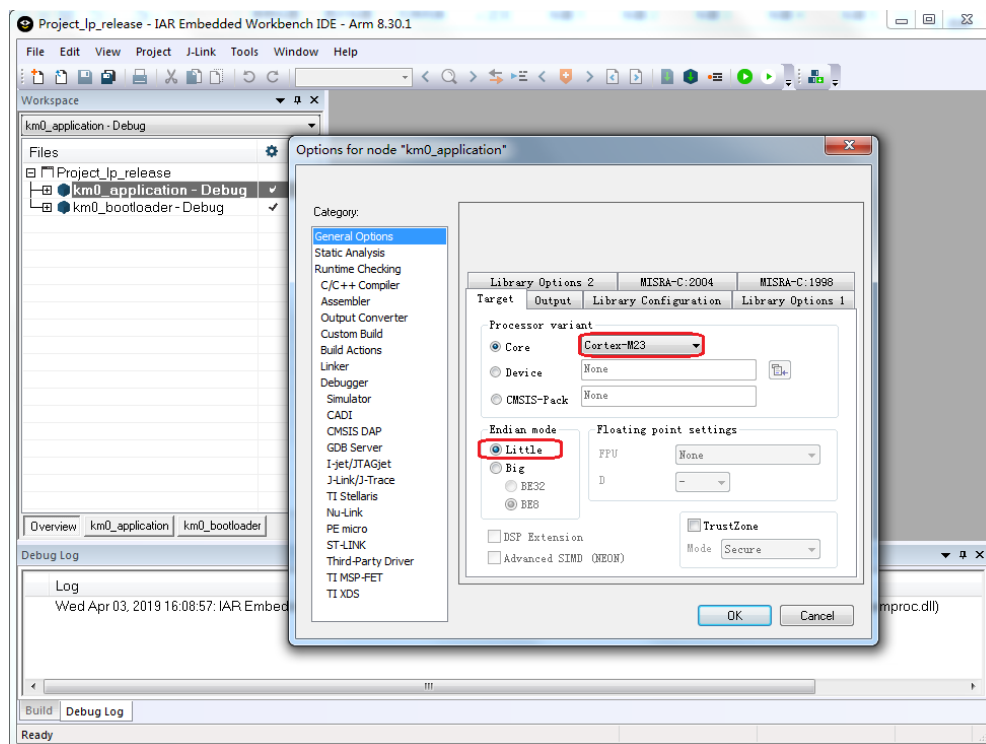 Project_lp_release - IAR Embedded Workbench IDE - Arm 8.30.1
File Edit View Project J-Link Tools Window Help
Workspace
km0_application - Debug
Files
Project_lp_release
km0_application - Debug
km0_bootloader - Debug
Overview km0_application km0_bootloader
Options for node "km0_application"
Category:
General Options
Static Analysis
Runtime Checking
C/C++ Compiler
Assembler
Output Converter
Custom Build
Build Actions
Linker
Debugger
Simulator
CADI
CMSIS DAP
GDB Server
I-jet/JTAGjet
J-Link/J-Trace
TI Stellaris
Nu-Link
PE micro
ST-LINK
Third-Party Driver
TI MSP-FET
TI XDS
Library Options 2 MISRA-C:2004 MISRA-C:1998
Target Output Library Configuration Library Options 1
Processor variant
Core Cortex-M23
Device None
CMSIS-Pack None
Endian mode
Little
Big
BE32
BE8
Floating point settings
FPU None
D -
DSP Extension
Advanced SIMD (NEON)
TrustZone
Mode Secure
OK Cancel
Debug Log
Log
Wed Apr 03, 2019 16:08:57: IAR Embed
mproc.dll)
Build Debug Log
Ready